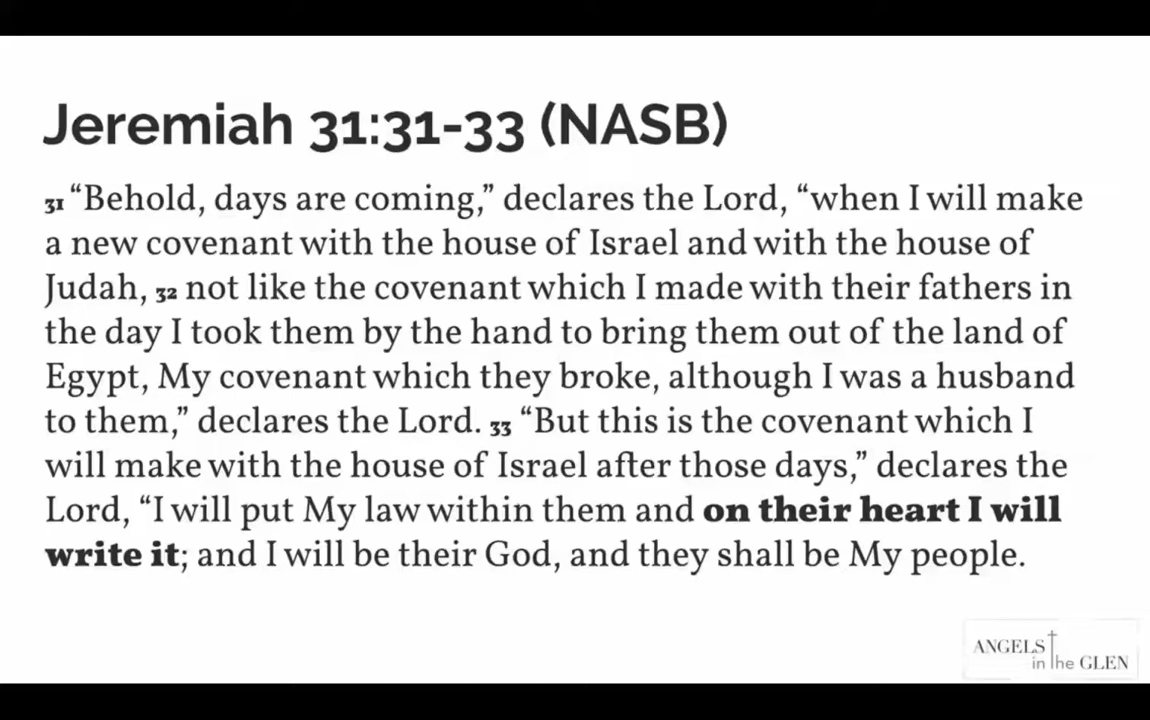 Jeremiah 31:31-33 (NASB)
31 “Behold, days are coming,” declares the Lord, “when I will make
a new covenant with the house of Israel and with the house of
Judah, 32 not like the covenant which I made with their fathers in
the day I took them by the hand to bring them out of the land of
Egypt, My covenant which they broke, although I was a husband
to them,” declares the Lord. 33 “But this is the covenant which I
will make with the house of Israel after those days,” declares the
Lord, “I will put My law within them and on their heart I will
write it; and I will be their God, and they shall be My people.
ANGELS
in the GLEN